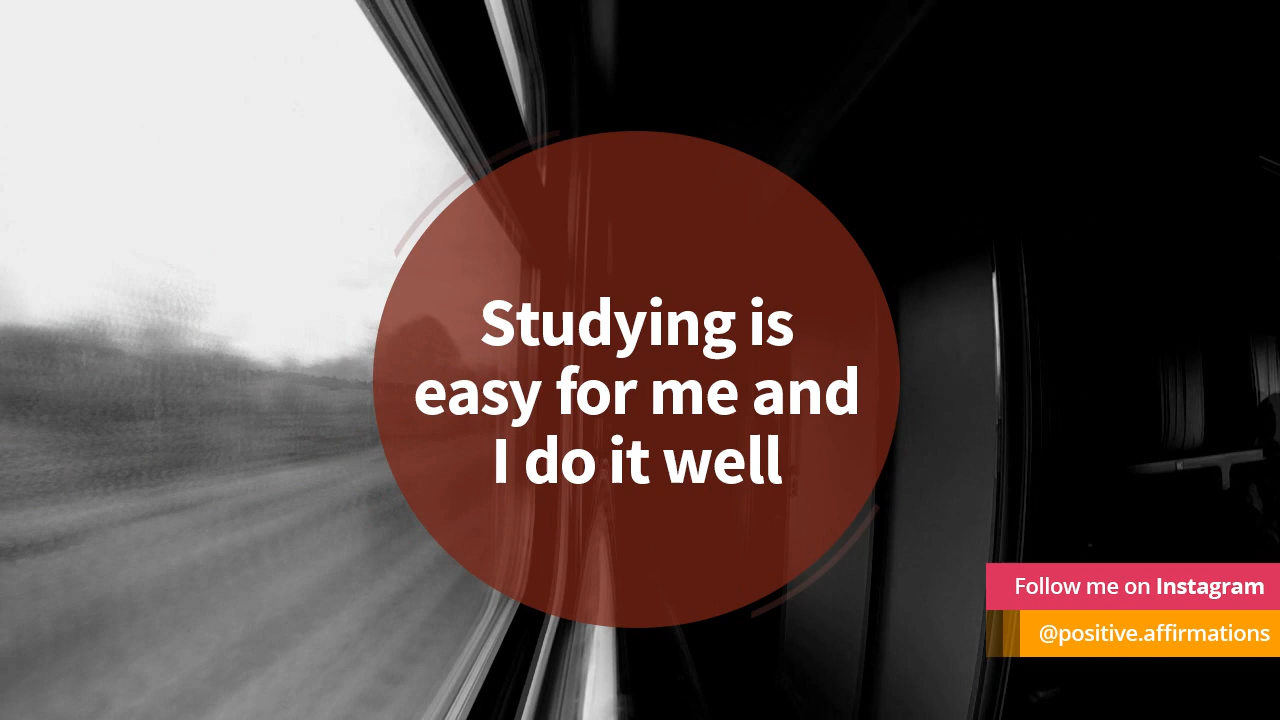 Studying is
easy for me and
I do it well
Follow me on Instagram
@positive.affirmations